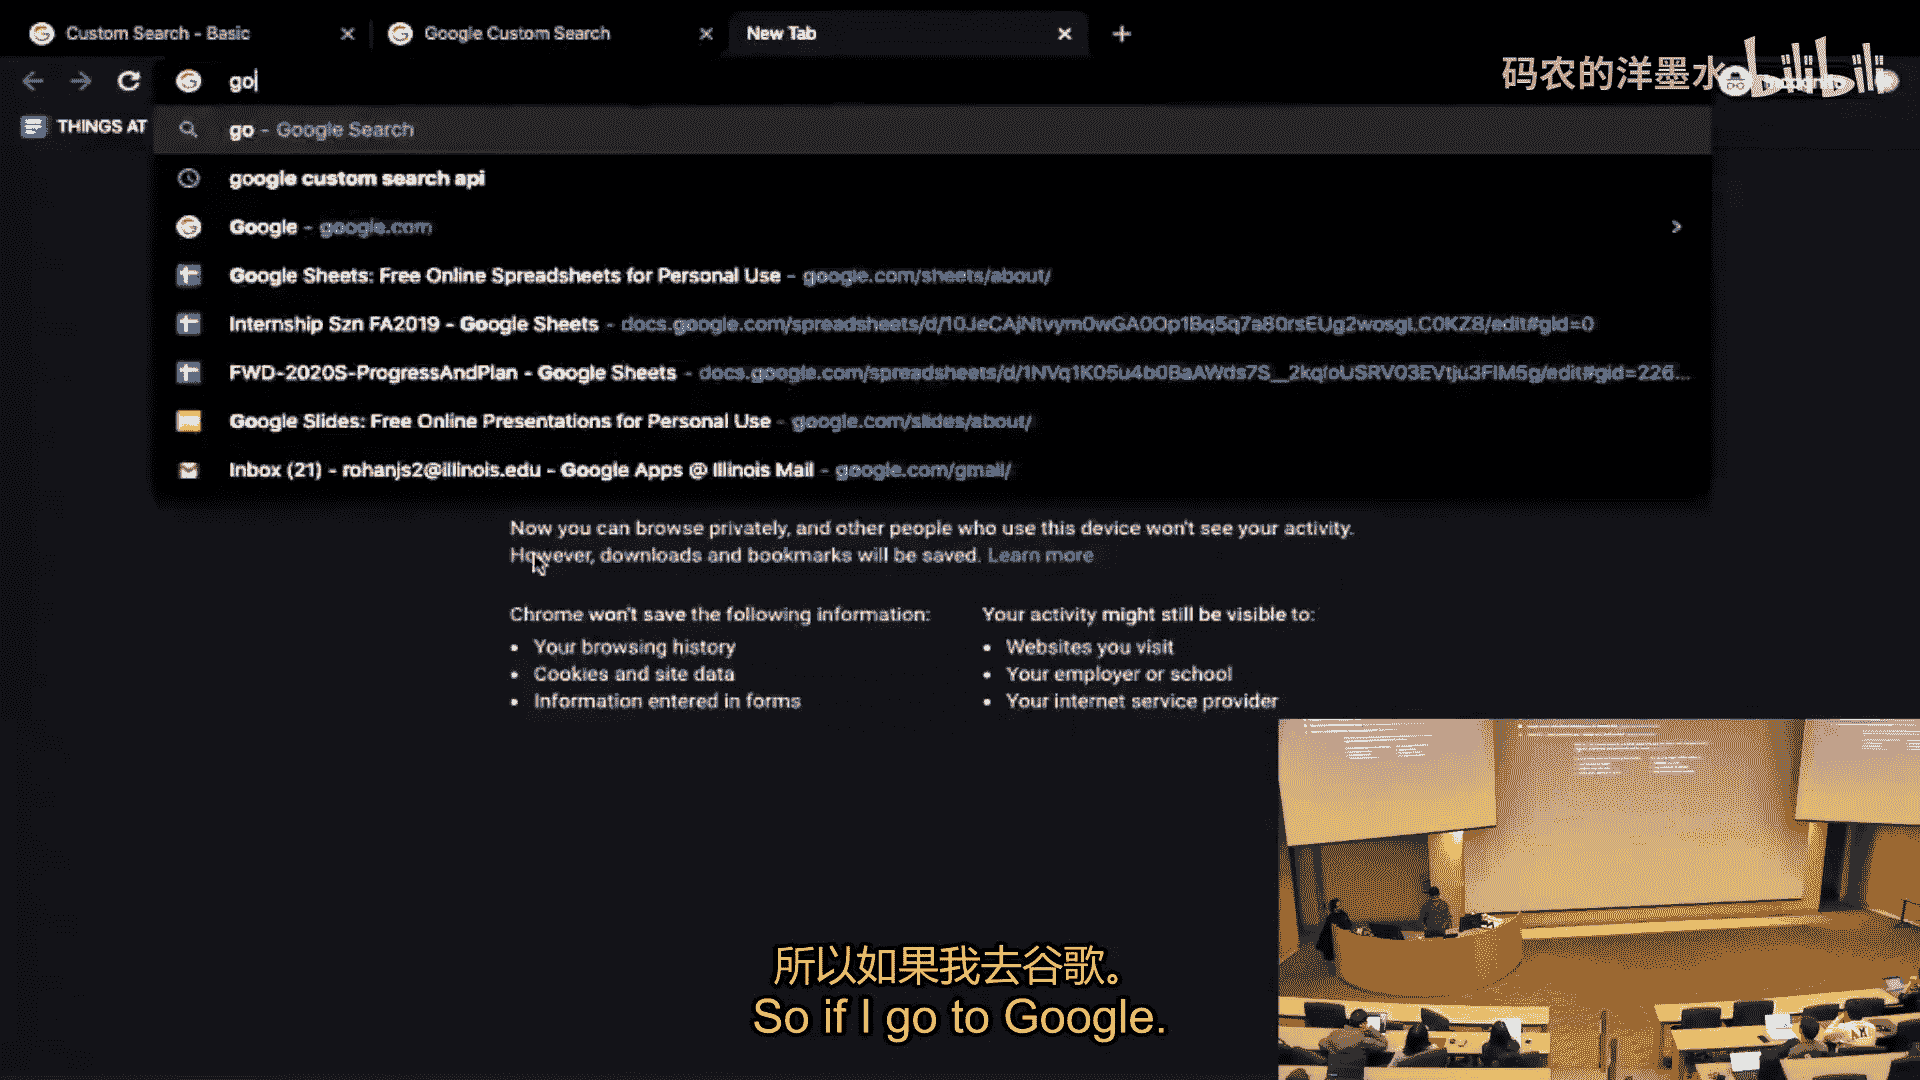 Custom Search - Basic
Google Custom Search
New Tab
go
码农的洋墨水
bilibili
THINGS AT
go - Google Search
google custom search api
Google - google.com
Google Sheets: Free Online Spreadsheets for Personal Use - google.com/sheets/about/
Internship Szn FA2019 - Google Sheets - docs.google.com/spreadsheets/d/
FWD-2020S-ProgressAndPlan - Google Sheets - docs.google.com/spreadsheets/d/
Google Slides: Free Online Presentations for Personal Use - google.com/slides/about/
Inbox (21) - rohanjs2@illinois.edu - Google Apps @ Illinois Mail - google.com/gmail/
Now you can browse privately, and other people who use this device won't see your activity.
However, downloads and bookmarks will be saved. Learn more
Chrome won't save the following information:
• Your browsing history
• Cookies and site data
• Information entered in forms
Your activity might still be visible to:
• Websites you visit
• Your employer or school
• Your internet service provider
所以如果我去谷歌。
So if I go to Google.